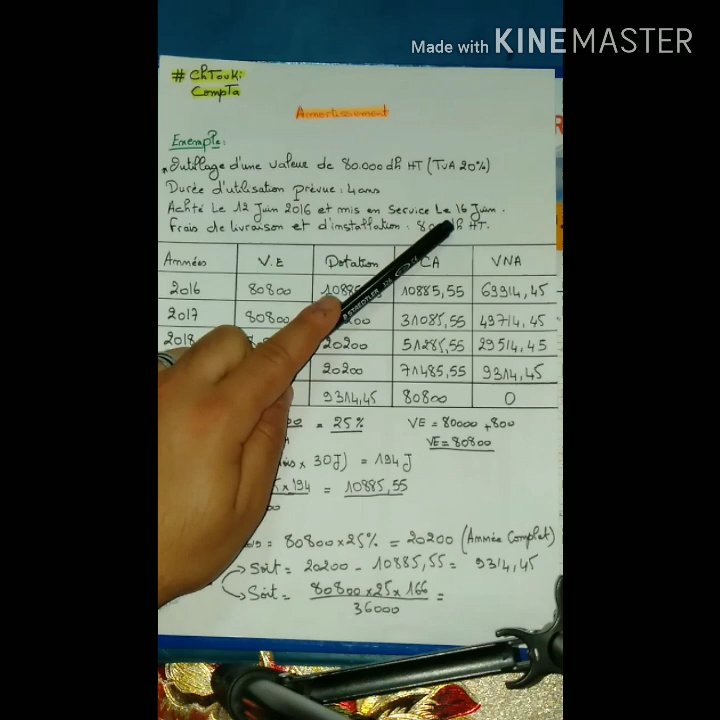 Made with KINEMASTER
# ChTouki
CompTa
Amortissement
Exemple:
Outillage d'une valeur de 80.000 dh HT (TVA 20%)
Durée d'utilisation prévue: 4 ans
Achté Le 12 Juin 2016 et mis en service Le 16 Juin.
Frais de livraison et d'installation: dh HT.
Années V.E Dotation CA VNA
2016 80800 10885,55 69914,45
2017 80800 31085,55 49714,45
2018 20200 51285,55 29514,45
20200 71485,55 9314,45
9314,45 80800 0
= 25% VE = 80000 + 800
VE = 80800
x 30J) = 194 J
x 194 = 10885,55
= 80800 x 25% = 20200 (Année Complet)
Soit = 20200 - 10885,55 = 9314,45
Soit = 80800 x 25 x 166 =
36000